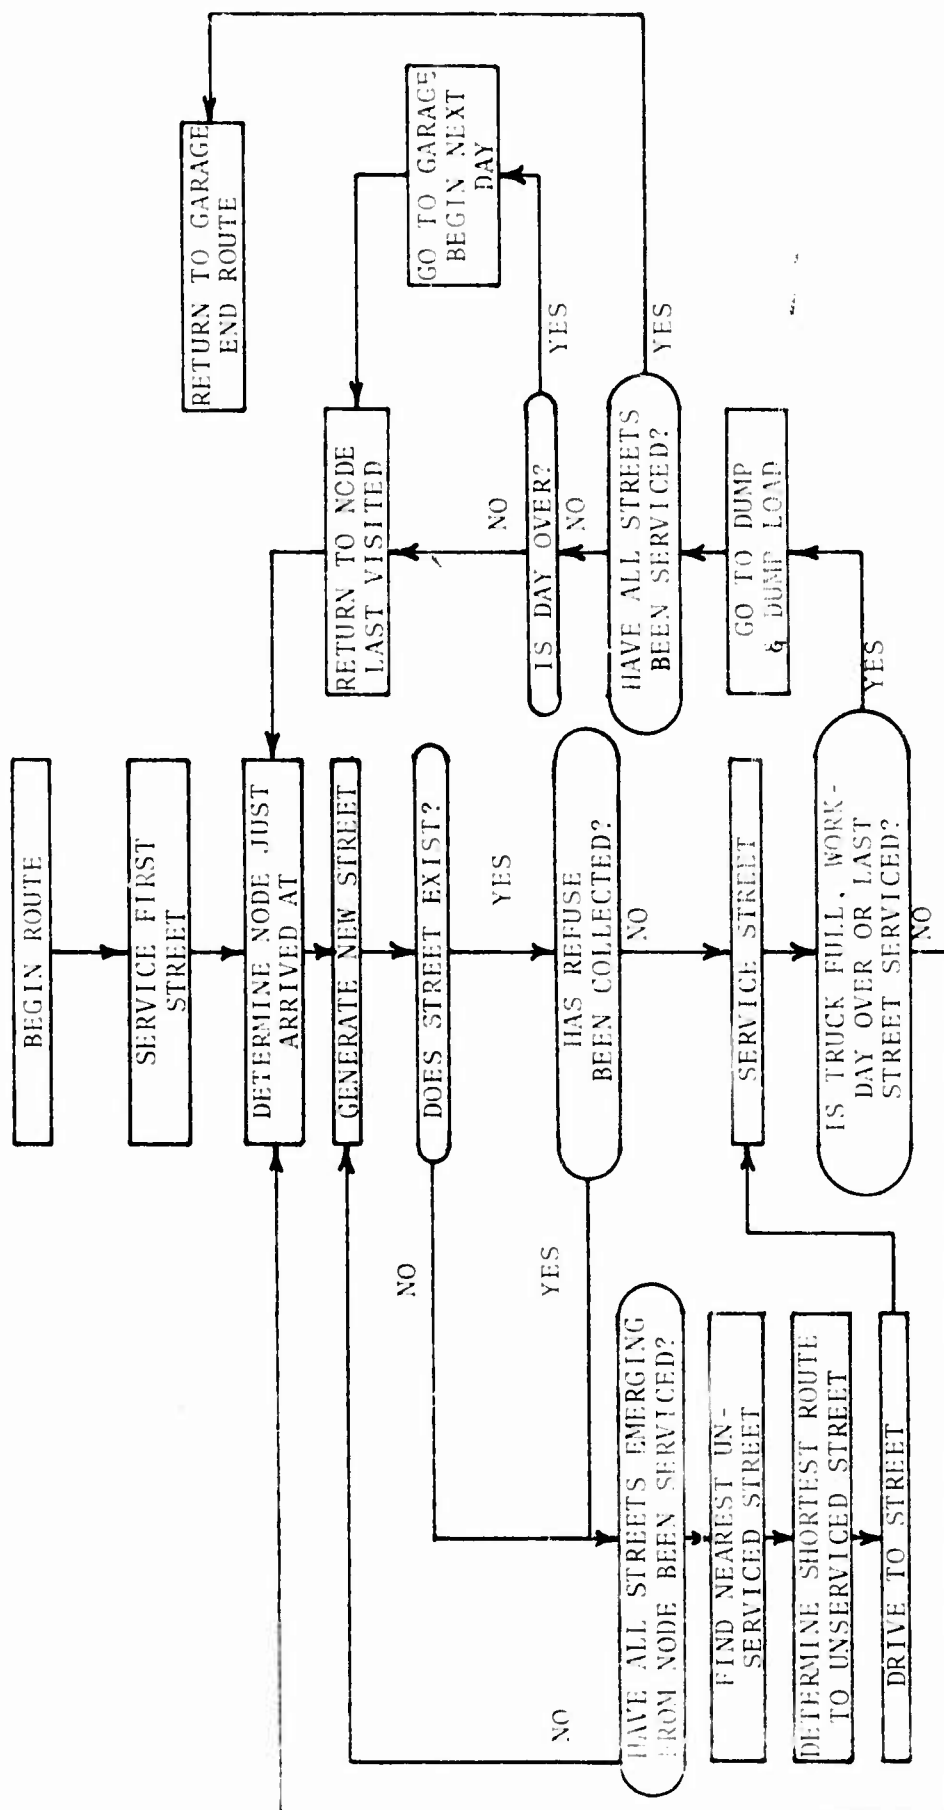 BEGIN ROUTE
SERVICE FIRST
STREET
DETERMINE NODE JUST
ARRIVED AT
GENERATE NEW STREET
DOES STREET EXIST?
NO
YES
HAS REFUSE
BEEN COLLECTED?
YES
NO
HAVE ALL STREETS EMERGING
FROM NODE BEEN SERVICED?
NO
FIND NEAREST UN-
SERVICED STREET
DETERMINE SHORTEST ROUTE
TO UNSERVICED STREET
DRIVE TO STREET
SERVICE STREET
IS TRUCK FULL, WORK-
DAY OVER OR LAST
STREET SERVICED?
NO
YES
GO TO DUMP
& DUMP LOAD
HAVE ALL STREETS
BEEN SERVICED?
NO
YES
IS DAY OVER?
NO
YES
RETURN TO NODE
LAST VISITED
GO TO GARAGE
BEGIN NEXT
DAY
RETURN TO GARAGE
END ROUTE